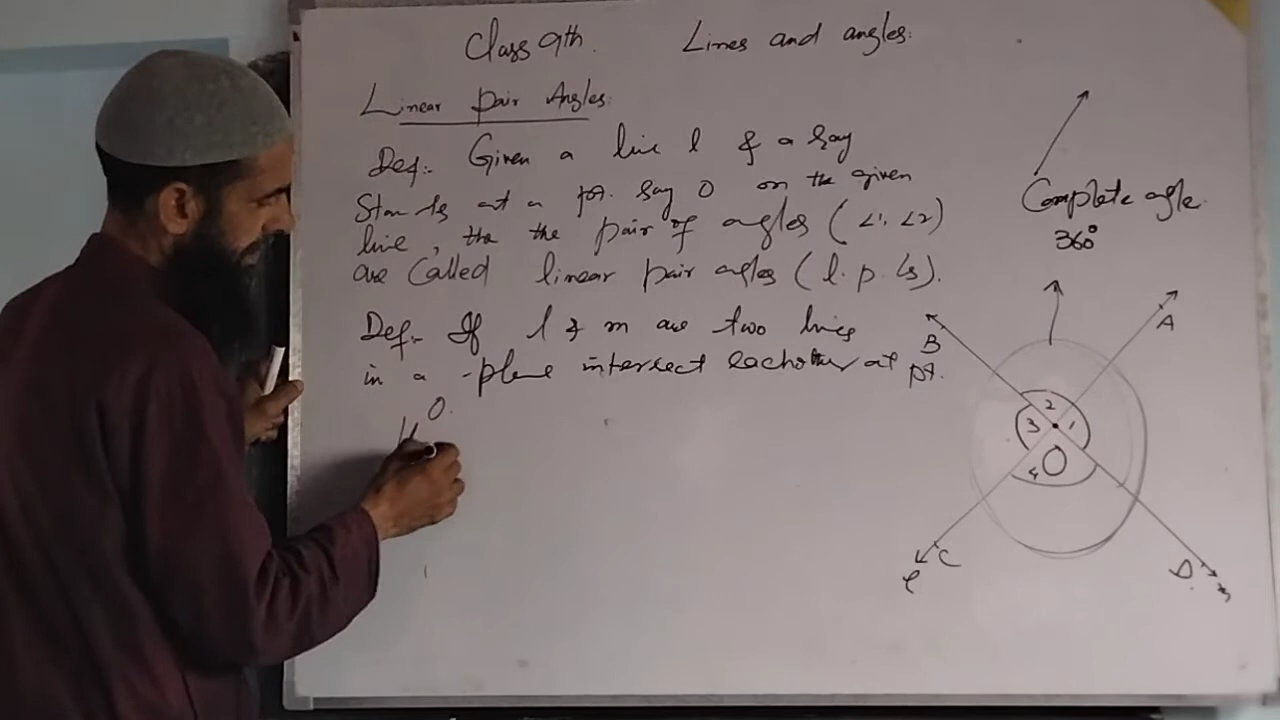 Class 9th. Lines and angles.
Linear pair Angles.
Def:- Given a line l & a ray
Stands at a pt. say O on the given
line, the the pair of angles (∠1, ∠2)
are called linear pair angles (l. p. ∠s).
Def:- If l & m are two lines
in a -plane intersect eachother at pt.
O.
Complete angle
360°
B
A
2
3
1
O
4
C
l
D.
m